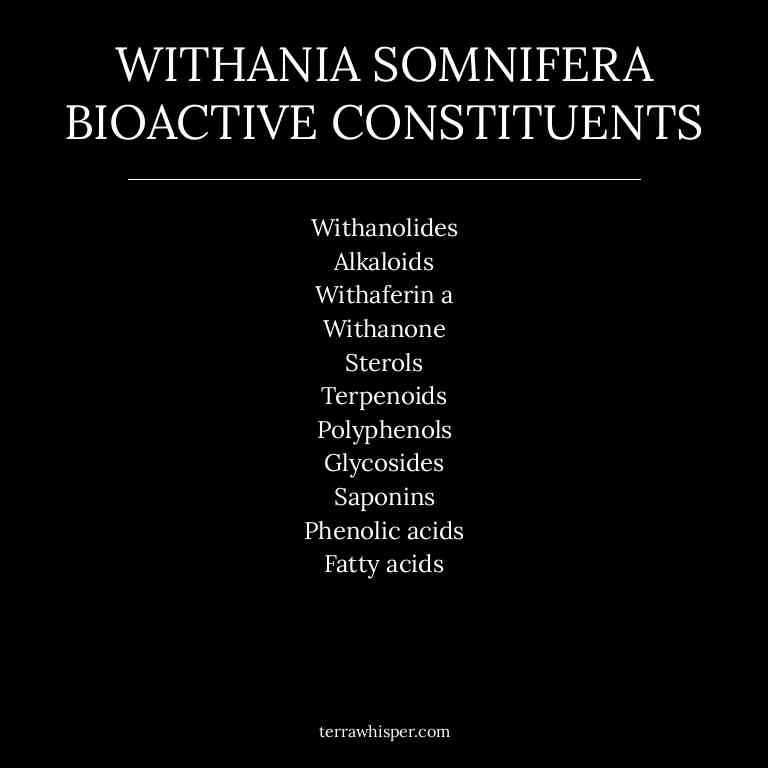 WITHANIA SOMNIFERA
BIOACTIVE CONSTITUENTS
Withanolides
Alkaloids
Withaferin a
Withanone
Sterols
Terpenoids
Polyphenols
Glycosides
Saponins
Phenolic acids
Fatty acids
terrawhisper.com